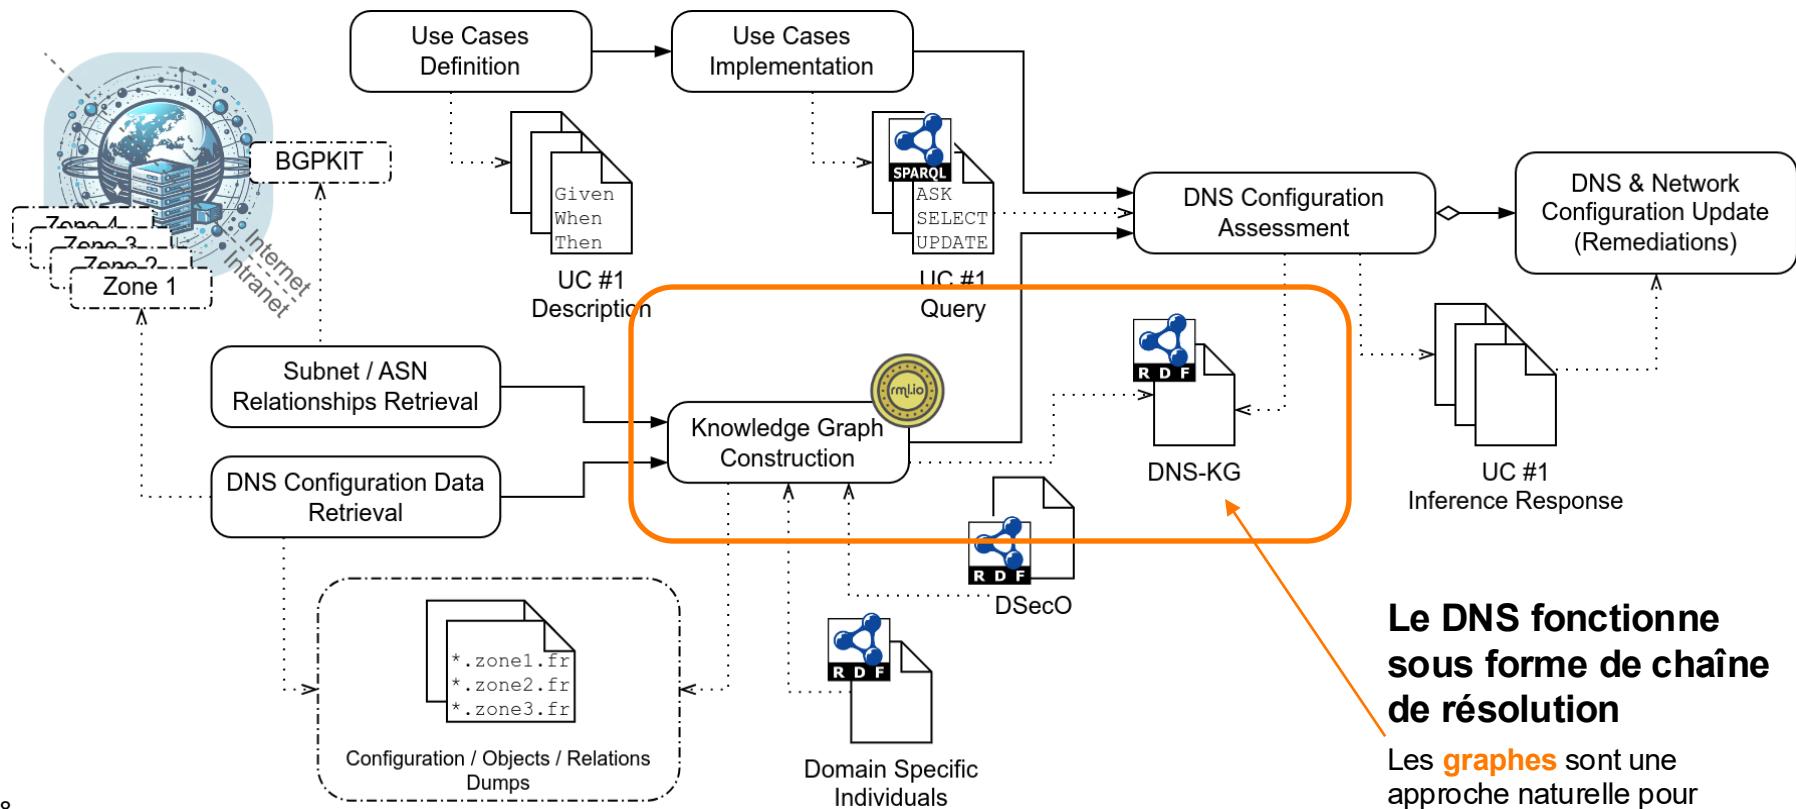 Use Cases
Definition
Use Cases
Implementation
BGPKIT
Zone 4
Zone 3
Zone 2
Zone 1
Internet
Intranet
Given
When
Then
UC #1
Description
SPARQL
ASK
SELECT
UPDATE
UC #1
Query
DNS Configuration
Assessment
DNS & Network
Configuration Update
(Remediations)
Subnet / ASN
Relationships Retrieval
DNS Configuration Data
Retrieval
rml.io
Knowledge Graph
Construction
RDF
DNS-KG
UC #1
Inference Response
RDF
DSecO
*.zone1.fr
*.zone2.fr
*.zone3.fr
Configuration / Objects / Relations
Dumps
RDF
Domain Specific
Individuals
Le DNS fonctionne
sous forme de chaîne
de résolution
Les graphes sont une
approche naturelle pour